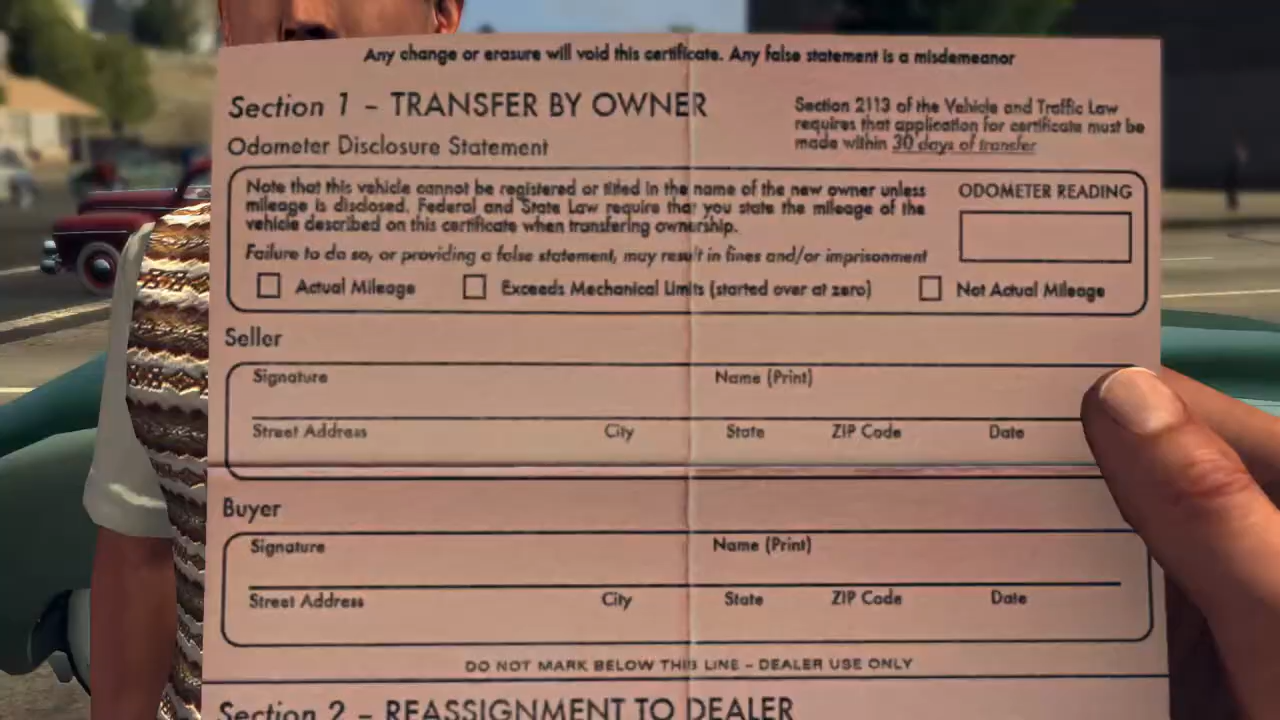 Any change or erasure will void this certificate. Any false statement is a misdemeanor
Section 1 - TRANSFER BY OWNER
Section 2113 of the Vehicle and Traffic Law
requires that application for certificate must be
made within 30 days of transfer
Odometer Disclosure Statement
Note that this vehicle cannot be registered or titled in the name of the new owner unless
mileage is disclosed. Federal and State Law require that you state the mileage of the
vehicle described on this certificate when transfering ownership.
Failure to do so, or providing a false statement, may result in fines and/or imprisonment
ODOMETER READING
Actual Mileage
Exceeds Mechanical Limits (started over at zero)
Not Actual Mileage
Seller
Signature Name (Print)
Street Address City State ZIP Code Date
Buyer
Signature Name (Print)
Street Address City State ZIP Code Date
DO NOT MARK BELOW THIS LINE - DEALER USE ONLY
Section 2 - REASSIGNMENT TO DEALER